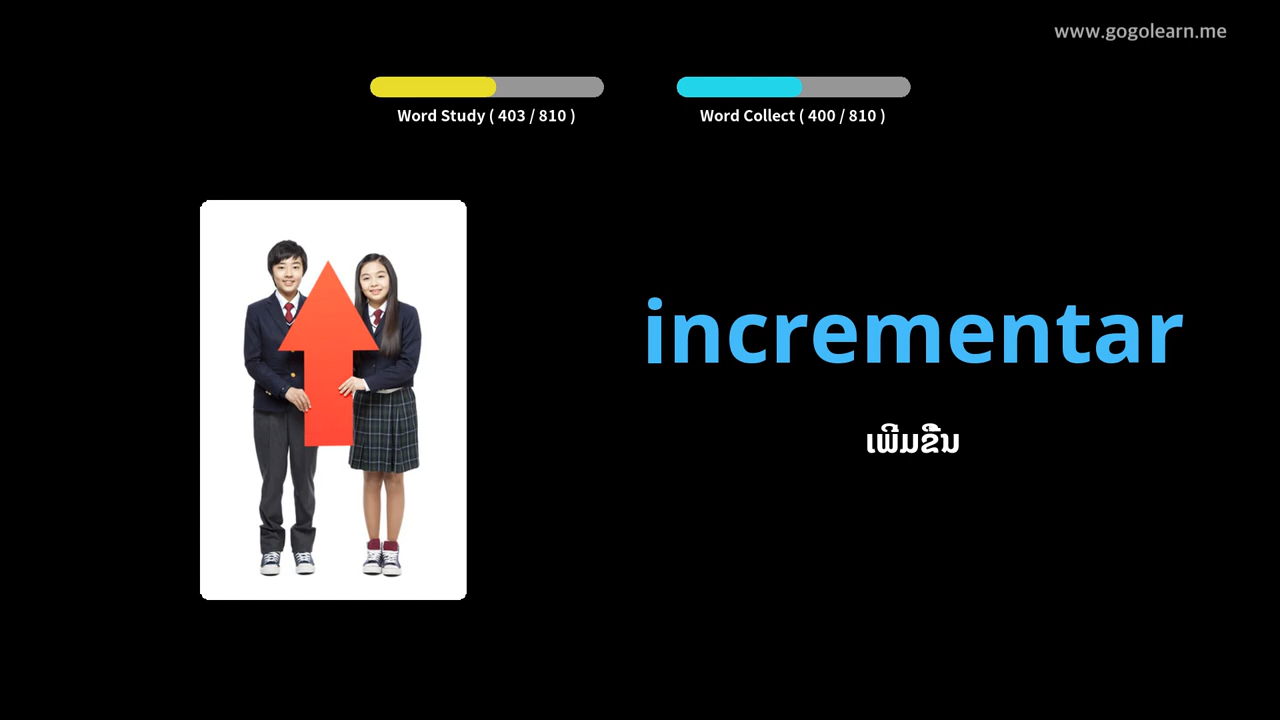 www.gogolearn.me
Word Study ( 403 / 810 )
Word Collect ( 400 / 810 )
incrementar
ເພີ່ມຂຶ້ນ